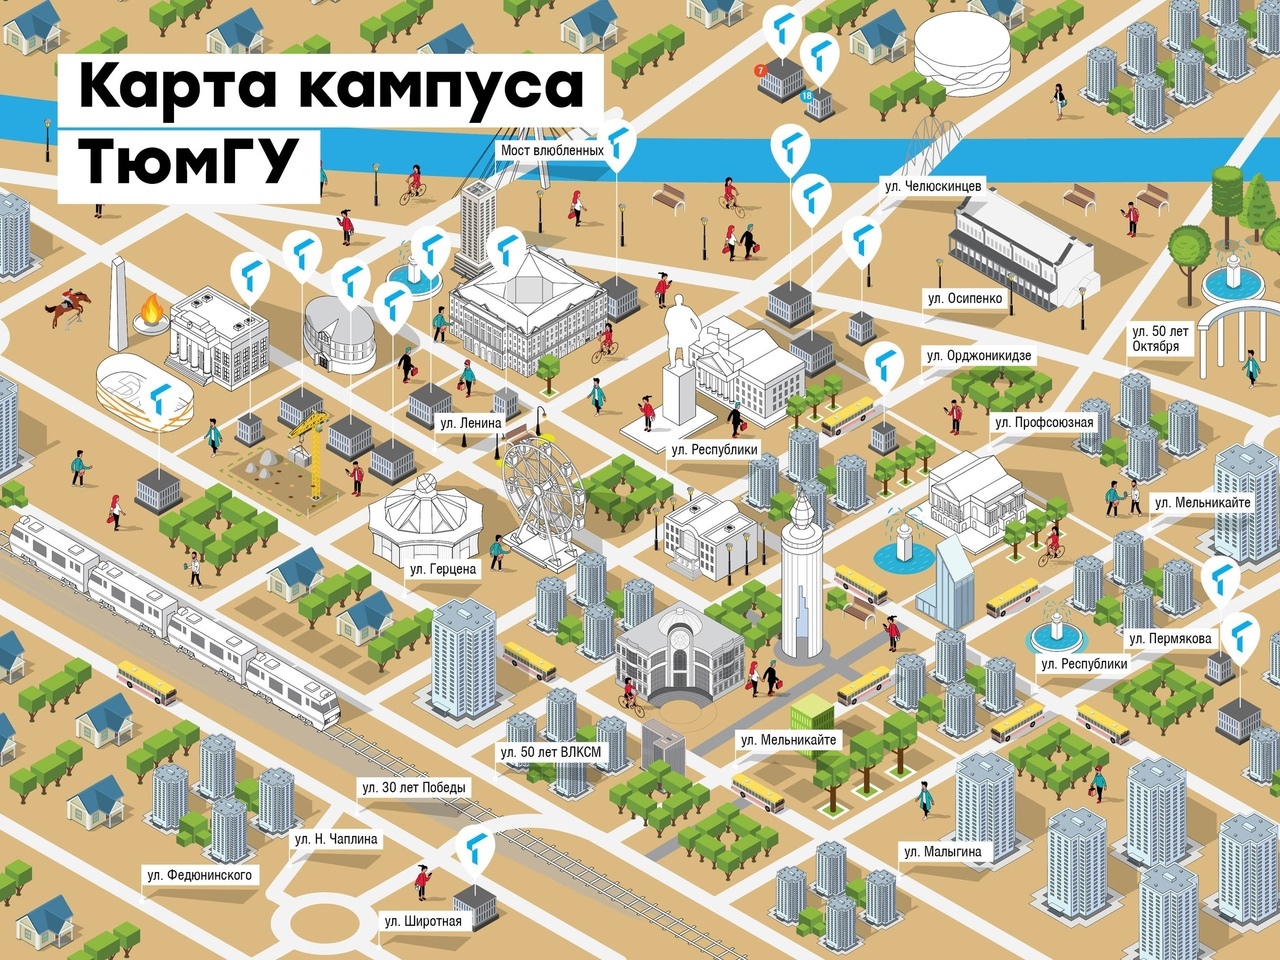 Карта кампуса
ТюмГУ
7
18
Мост влюбленных
ул. Челюскинцев
ул. Осипенко
ул. 50 лет
Октября
ул. Орджоникидзе
ул. Ленина
ул. Профсоюзная
ул. Республики
ул. Мельникайте
ул. Герцена
ул. Пермякова
ул. Республики
ул. Мельникайте
ул. 50 лет ВЛКСМ
ул. 30 лет Победы
ул. Н. Чаплина
ул. Малыгина
ул. Федюнинского
ул. Широтная